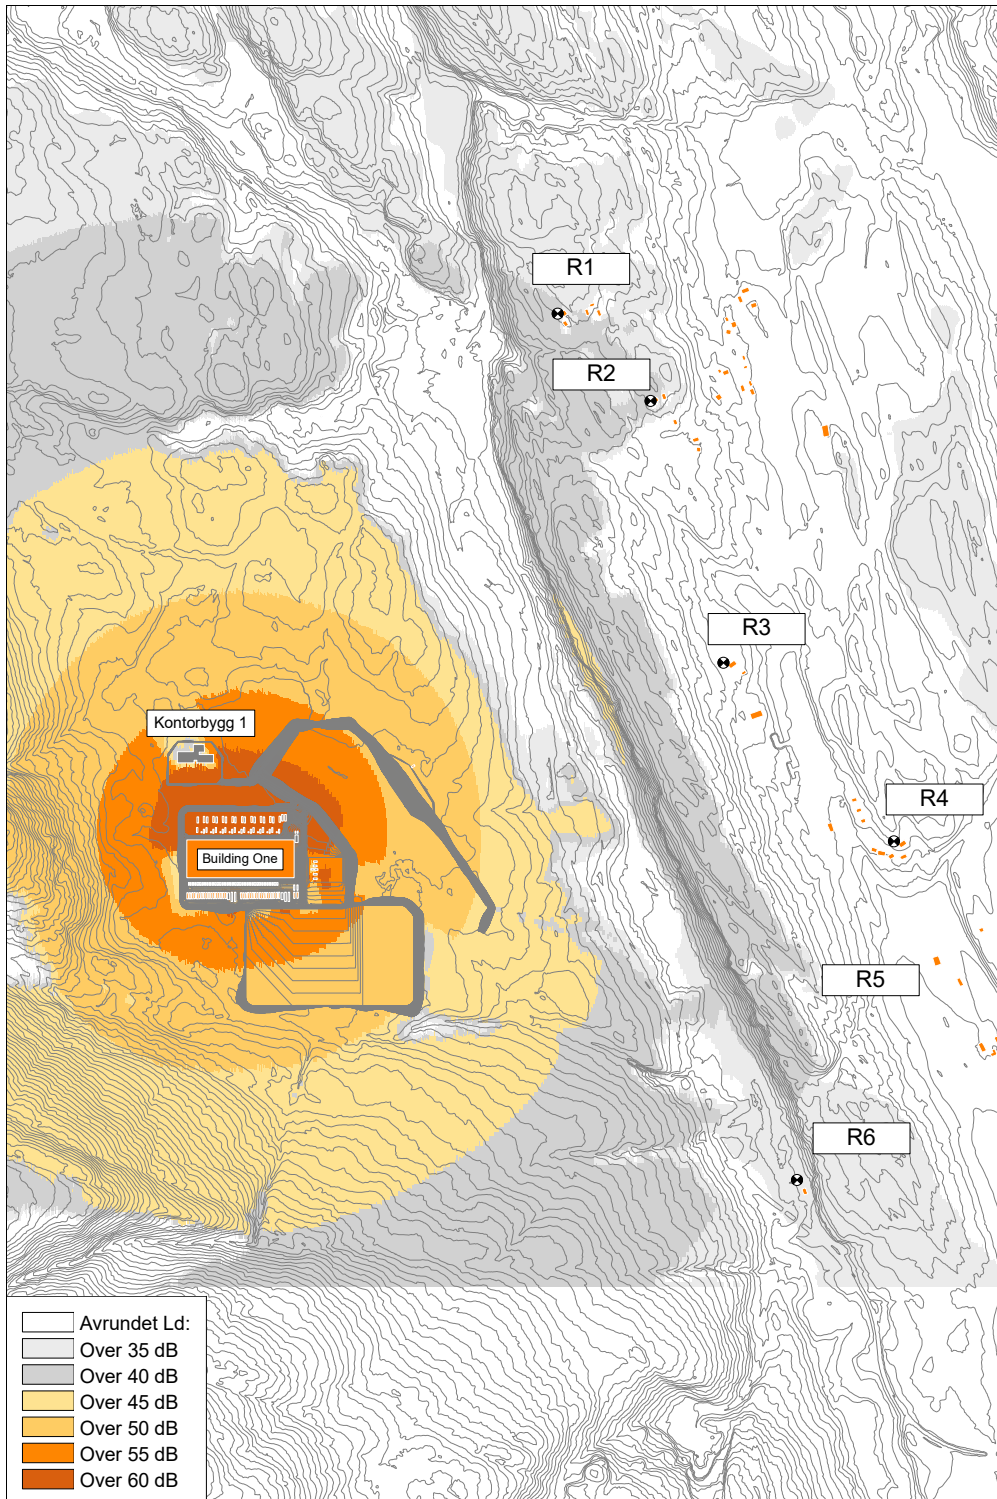 R1
R2
R3
Kontorbygg 1
R4
Building One
R5
R6
Avrundet Ld:
Over 35 dB
Over 40 dB
Over 45 dB
Over 50 dB
Over 55 dB
Over 60 dB